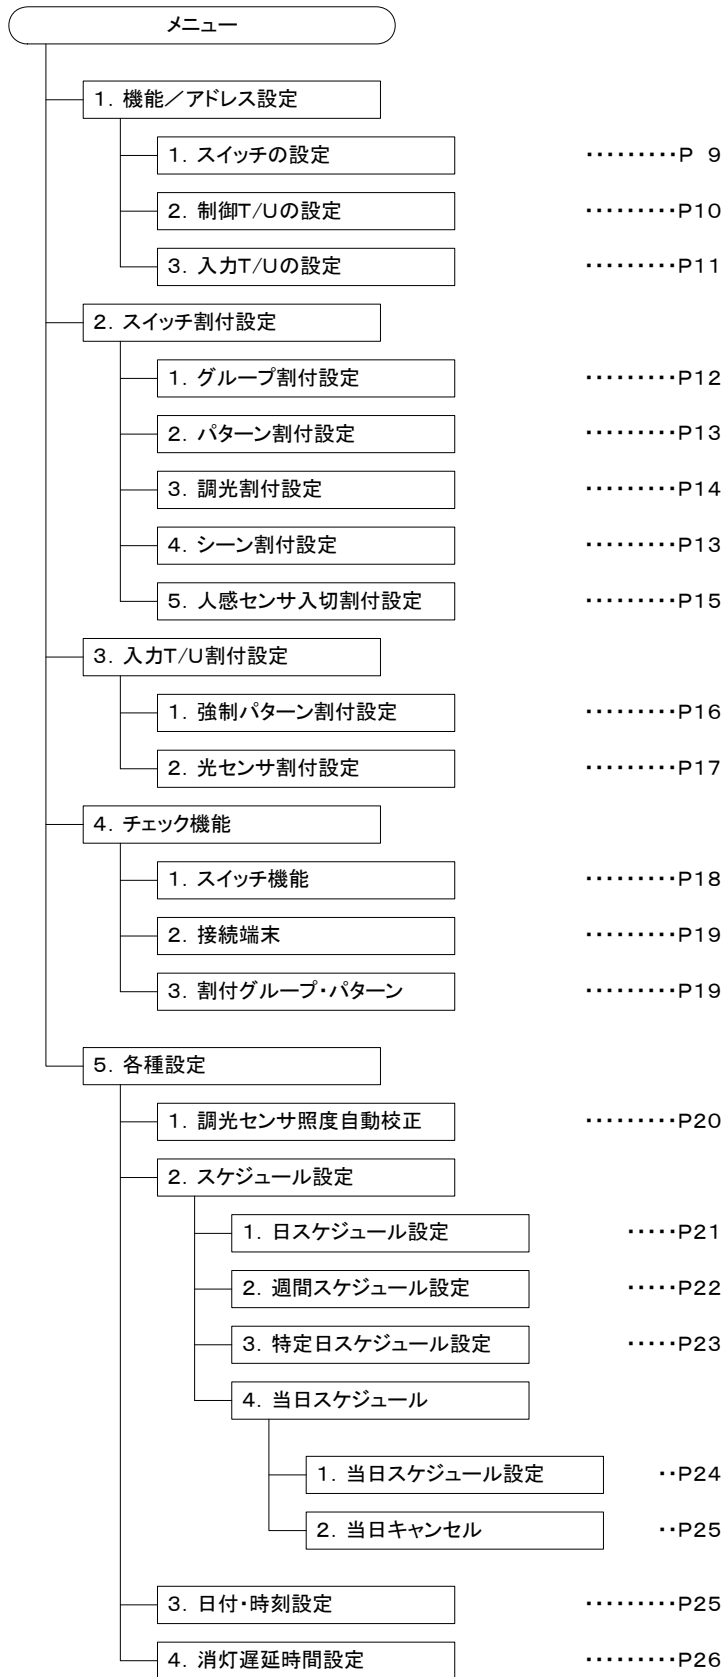 メニュー
1．機能／アドレス設定
1．スイッチの設定 ・・・・・・・・・P 9
2．制御T/Uの設定 ・・・・・・・・・P10
3．入力T/Uの設定 ・・・・・・・・・P11
2．スイッチ割付設定
1．グループ割付設定 ・・・・・・・・・P12
2．パターン割付設定 ・・・・・・・・・P13
3．調光割付設定 ・・・・・・・・・P14
4．シーン割付設定 ・・・・・・・・・P13
5．人感センサ入切割付設定 ・・・・・・・・・P15
3．入力T/U割付設定
1．強制パターン割付設定 ・・・・・・・・・P16
2．光センサ割付設定 ・・・・・・・・・P17
4．チェック機能
1．スイッチ機能 ・・・・・・・・・P18
2．接続端末 ・・・・・・・・・P19
3．割付グループ・パターン ・・・・・・・・・P19
5．各種設定
1．調光センサ照度自動校正 ・・・・・・・・・P20
2．スケジュール設定
1．日スケジュール設定 ・・・・・P21
2．週間スケジュール設定 ・・・・・P22
3．特定日スケジュール設定 ・・・・・P23
4．当日スケジュール
1．当日スケジュール設定 ・・P24
2．当日キャンセル ・・P25
3．日付・時刻設定 ・・・・・・・・・P25
4．消灯遅延時間設定 ・・・・・・・・・P26